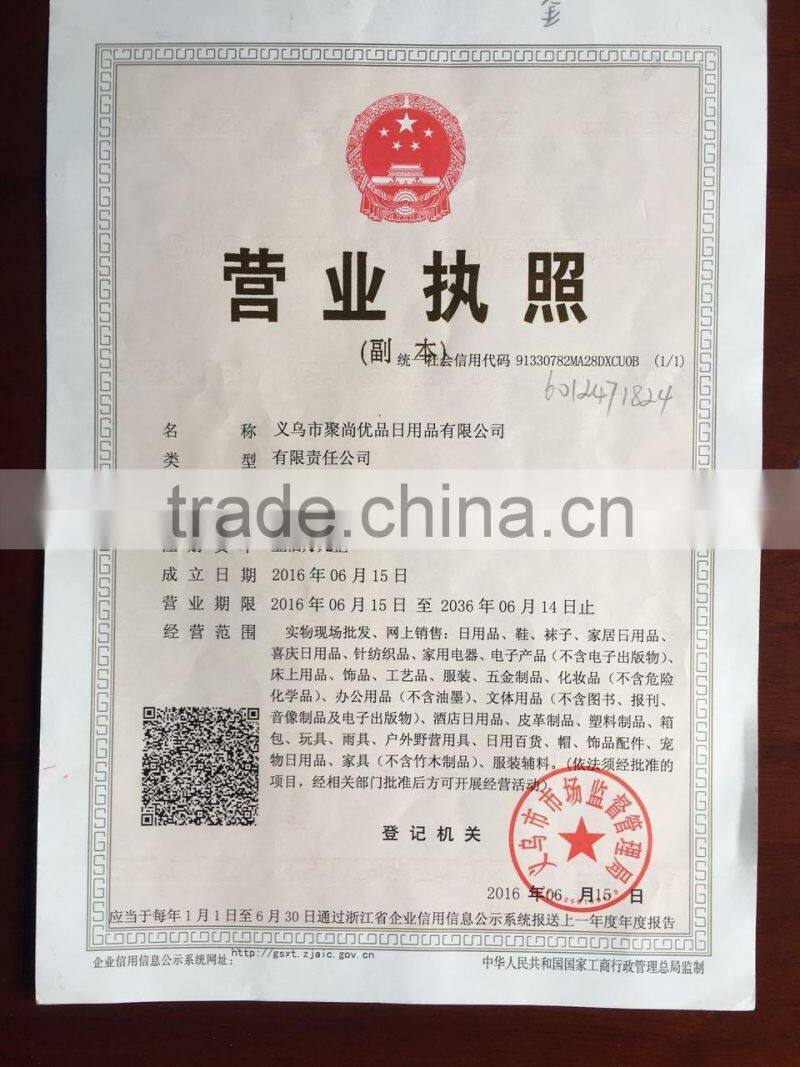 营业执照
(副 本)
统一社会信用代码 91330782MA28DXCU0B (1/1)
6012471824
名 称 义乌市聚尚优品日用品有限公司
类 型 有限责任公司
trade.china.cn
成立日期 2016年06月15日
营业期限 2016年06月15日至2036年06月14日止
经营范围 实物现场批发、网上销售：日用品、鞋、袜子、家居日用品、
喜庆日用品、针纺织品、家用电器、电子产品（不含电子出版物）、
床上用品、饰品、工艺品、服装、五金制品、化妆品（不含危险
化学品）、办公用品（不含油墨）、文体用品（不含图书、报刊、
音像制品及电子出版物）、酒店日用品、皮革制品、塑料制品、箱
包、玩具、雨具、户外野营用具、日用百货、帽、饰品配件、宠
物日用品、家具（不含竹木制品）、服装辅料。（依法须经批准的
项目，经相关部门批准后方可开展经营活动）
登记机关
义乌市市场监督管理局
2016 年06 月15 日
应当于每年1月1日至6月30日通过浙江省企业信用信息公示系统报送上一年度年度报告
企业信用信息公示系统网址：http://gsxt.zjaic.gov.cn
中华人民共和国国家工商行政管理总局监制